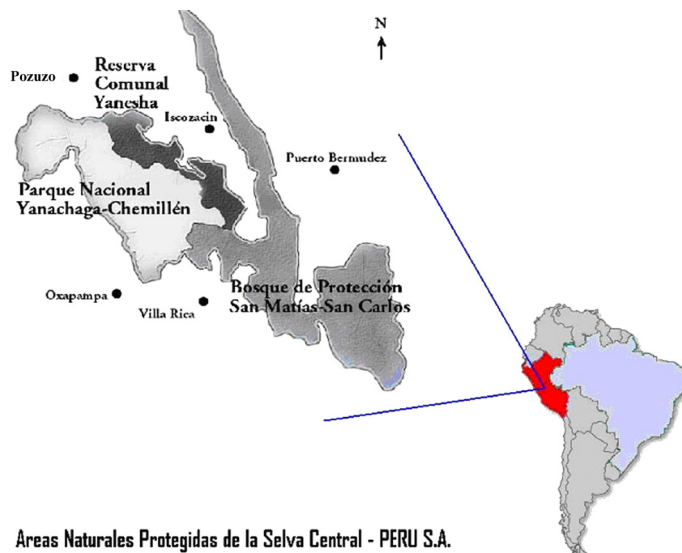 N
Reserva
Comunal
Yanesha
Pozuzo
Iscozacin
Puerto Bermudez
Parque Nacional
Yanachaga-Chemillén
Bosque de Protección
San Matías-San Carlos
Oxapampa
Villa Rica
Areas Naturales Protegidas de la Selva Central - PERU S.A.